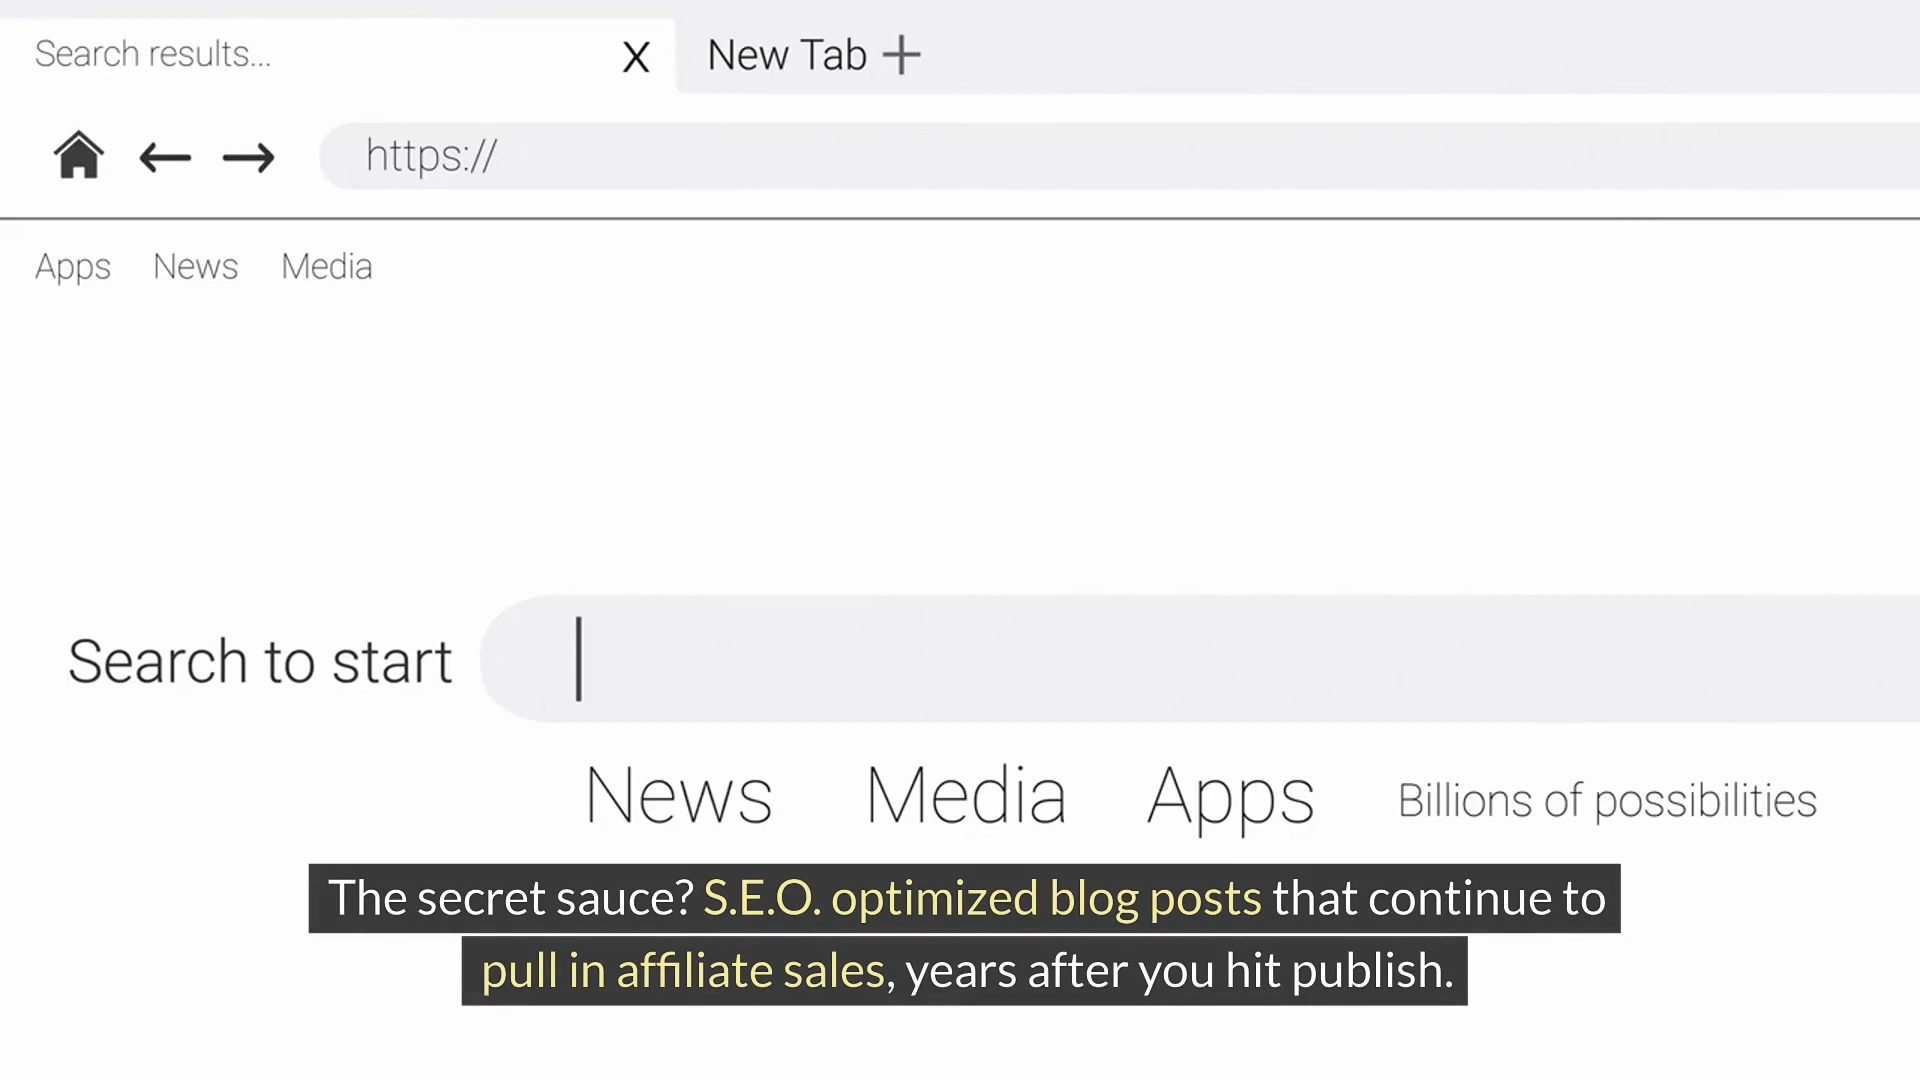 Search results... X New Tab +
https://
Apps News Media
Search to start
News Media Apps Billions of possibilities
The secret sauce? S.E.O. optimized blog posts that continue to
pull in affiliate sales, years after you hit publish.